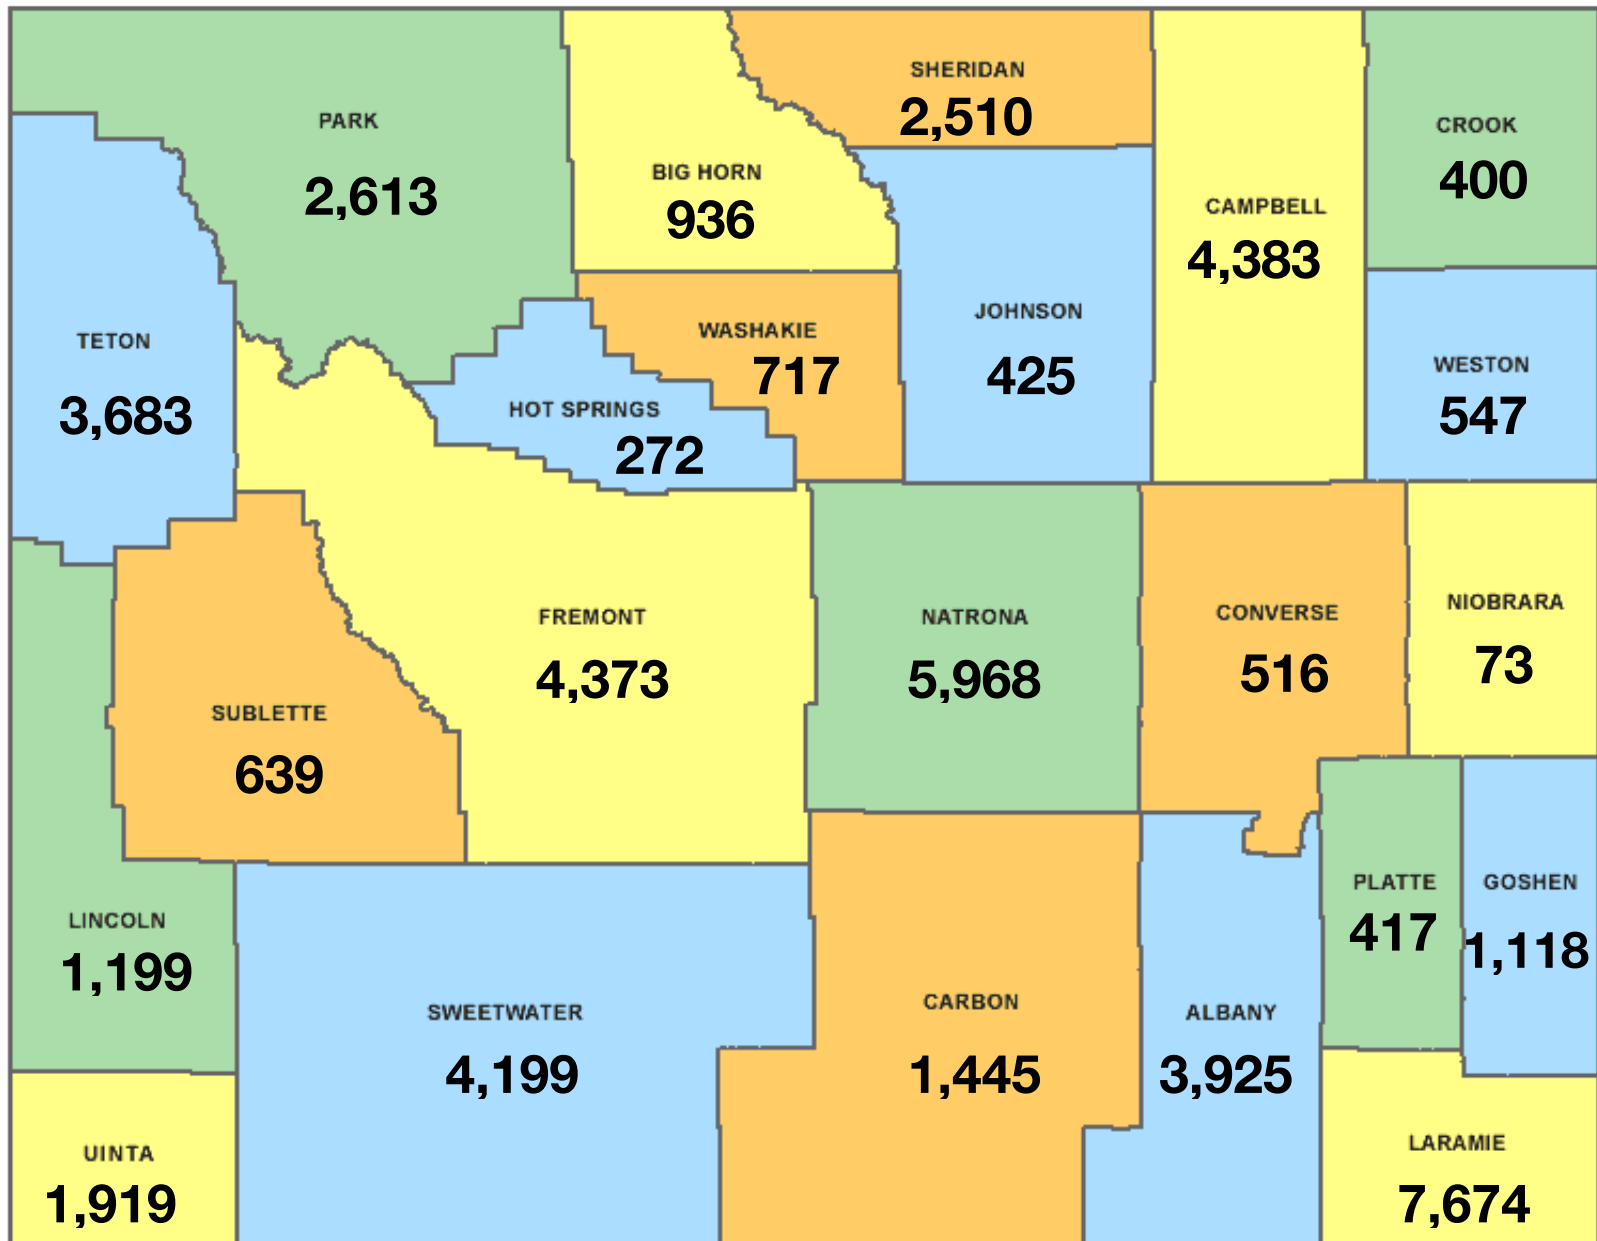 SHERIDAN
2,510
PARK
2,613
CROOK
400
BIG HORN
936
CAMPBELL
4,383
JOHNSON
425
WASHAKIE
717
TETON
3,683
WESTON
547
HOT SPRINGS
272
FREMONT
4,373
NATRONA
5,968
CONVERSE
516
NIOBRARA
73
SUBLETTE
639
PLATTE
417
GOSHEN
1,118
LINCOLN
1,199
SWEETWATER
4,199
CARBON
1,445
ALBANY
3,925
UINTA
1,919
LARAMIE
7,674